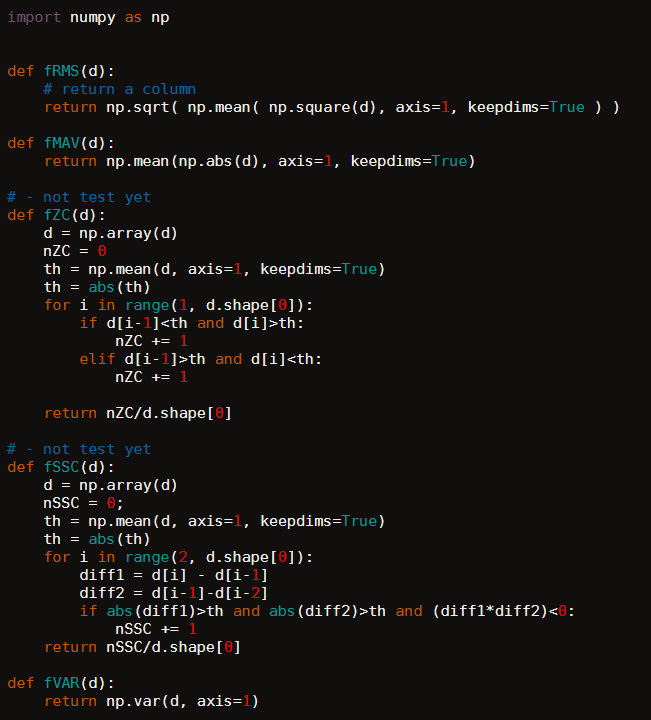 import numpy as np
def fRMS(d):
    # return a column
    return np.sqrt( np.mean( np.square(d), axis=1, keepdims=True ) )
def fMAV(d):
    return np.mean(np.abs(d), axis=1, keepdims=True)
# - not test yet
def fZC(d):
    d = np.array(d)
    nZC = 0
    th = np.mean(d, axis=1, keepdims=True)
    th = abs(th)
    for i in range(1, d.shape[0]):
        if d[i-1]<th and d[i]>th:
            nZC += 1
        elif d[i-1]>th and d[i]<th:
            nZC += 1
    return nZC/d.shape[0]
# - not test yet
def fSSC(d):
    d = np.array(d)
    nSSC = 0;
    th = np.mean(d, axis=1, keepdims=True)
    th = abs(th)
    for i in range(2, d.shape[0]):
        diff1 = d[i] - d[i-1]
        diff2 = d[i-1]-d[i-2]
        if abs(diff1)>th and abs(diff2)>th and (diff1*diff2)<0:
            nSSC += 1
    return nSSC/d.shape[0]
def fVAR(d):
    return np.var(d, axis=1)